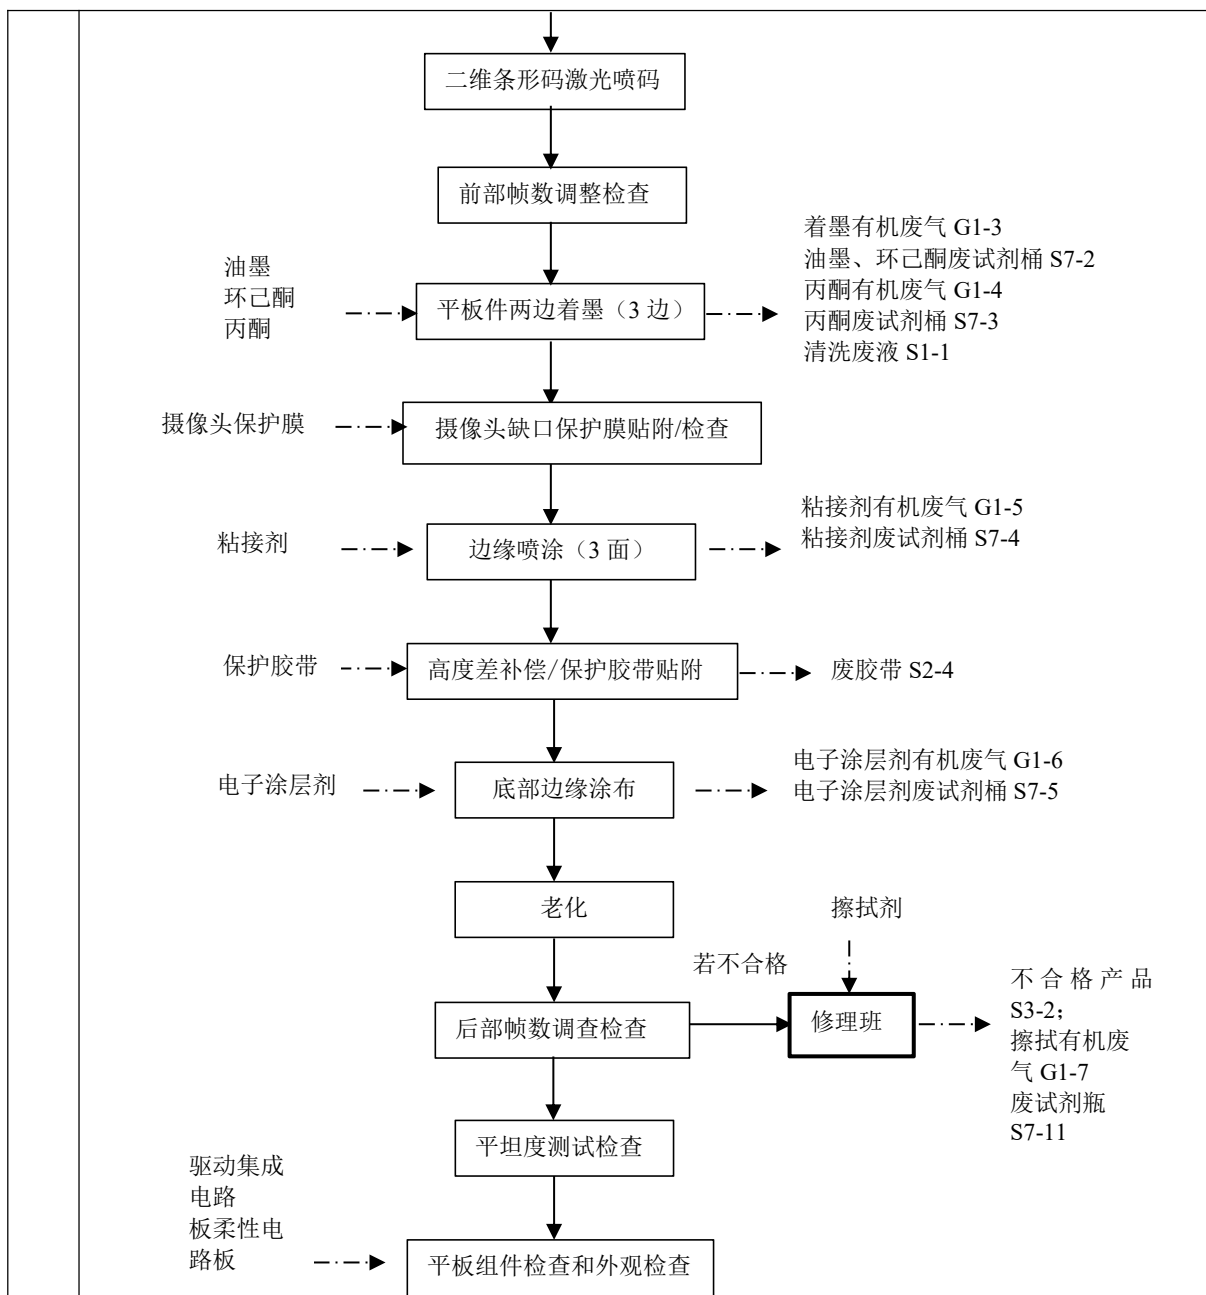 二维条形码激光喷码
前部帧数调整检查
油墨
环己酮
丙酮
平板件两边着墨（3 边）
着墨有机废气 G1-3
油墨、环己酮废试剂桶 S7-2
丙酮有机废气 G1-4
丙酮废试剂桶 S7-3
清洗废液 S1-1
摄像头保护膜
摄像头缺口保护膜贴附/检查
粘接剂
边缘喷涂（3 面）
粘接剂有机废气 G1-5
粘接剂废试剂桶 S7-4
保护胶带
高度差补偿/保护胶带贴附
废胶带 S2-4
电子涂层剂
底部边缘涂布
电子涂层剂有机废气 G1-6
电子涂层剂废试剂桶 S7-5
老化
擦拭剂
若不合格
后部帧数调查检查
修理班
不合格产品
S3-2；
擦拭有机废
气 G1-7
废试剂瓶
S7-11
平坦度测试检查
驱动集成
电路
板柔性电
路板
平板组件检查和外观检查